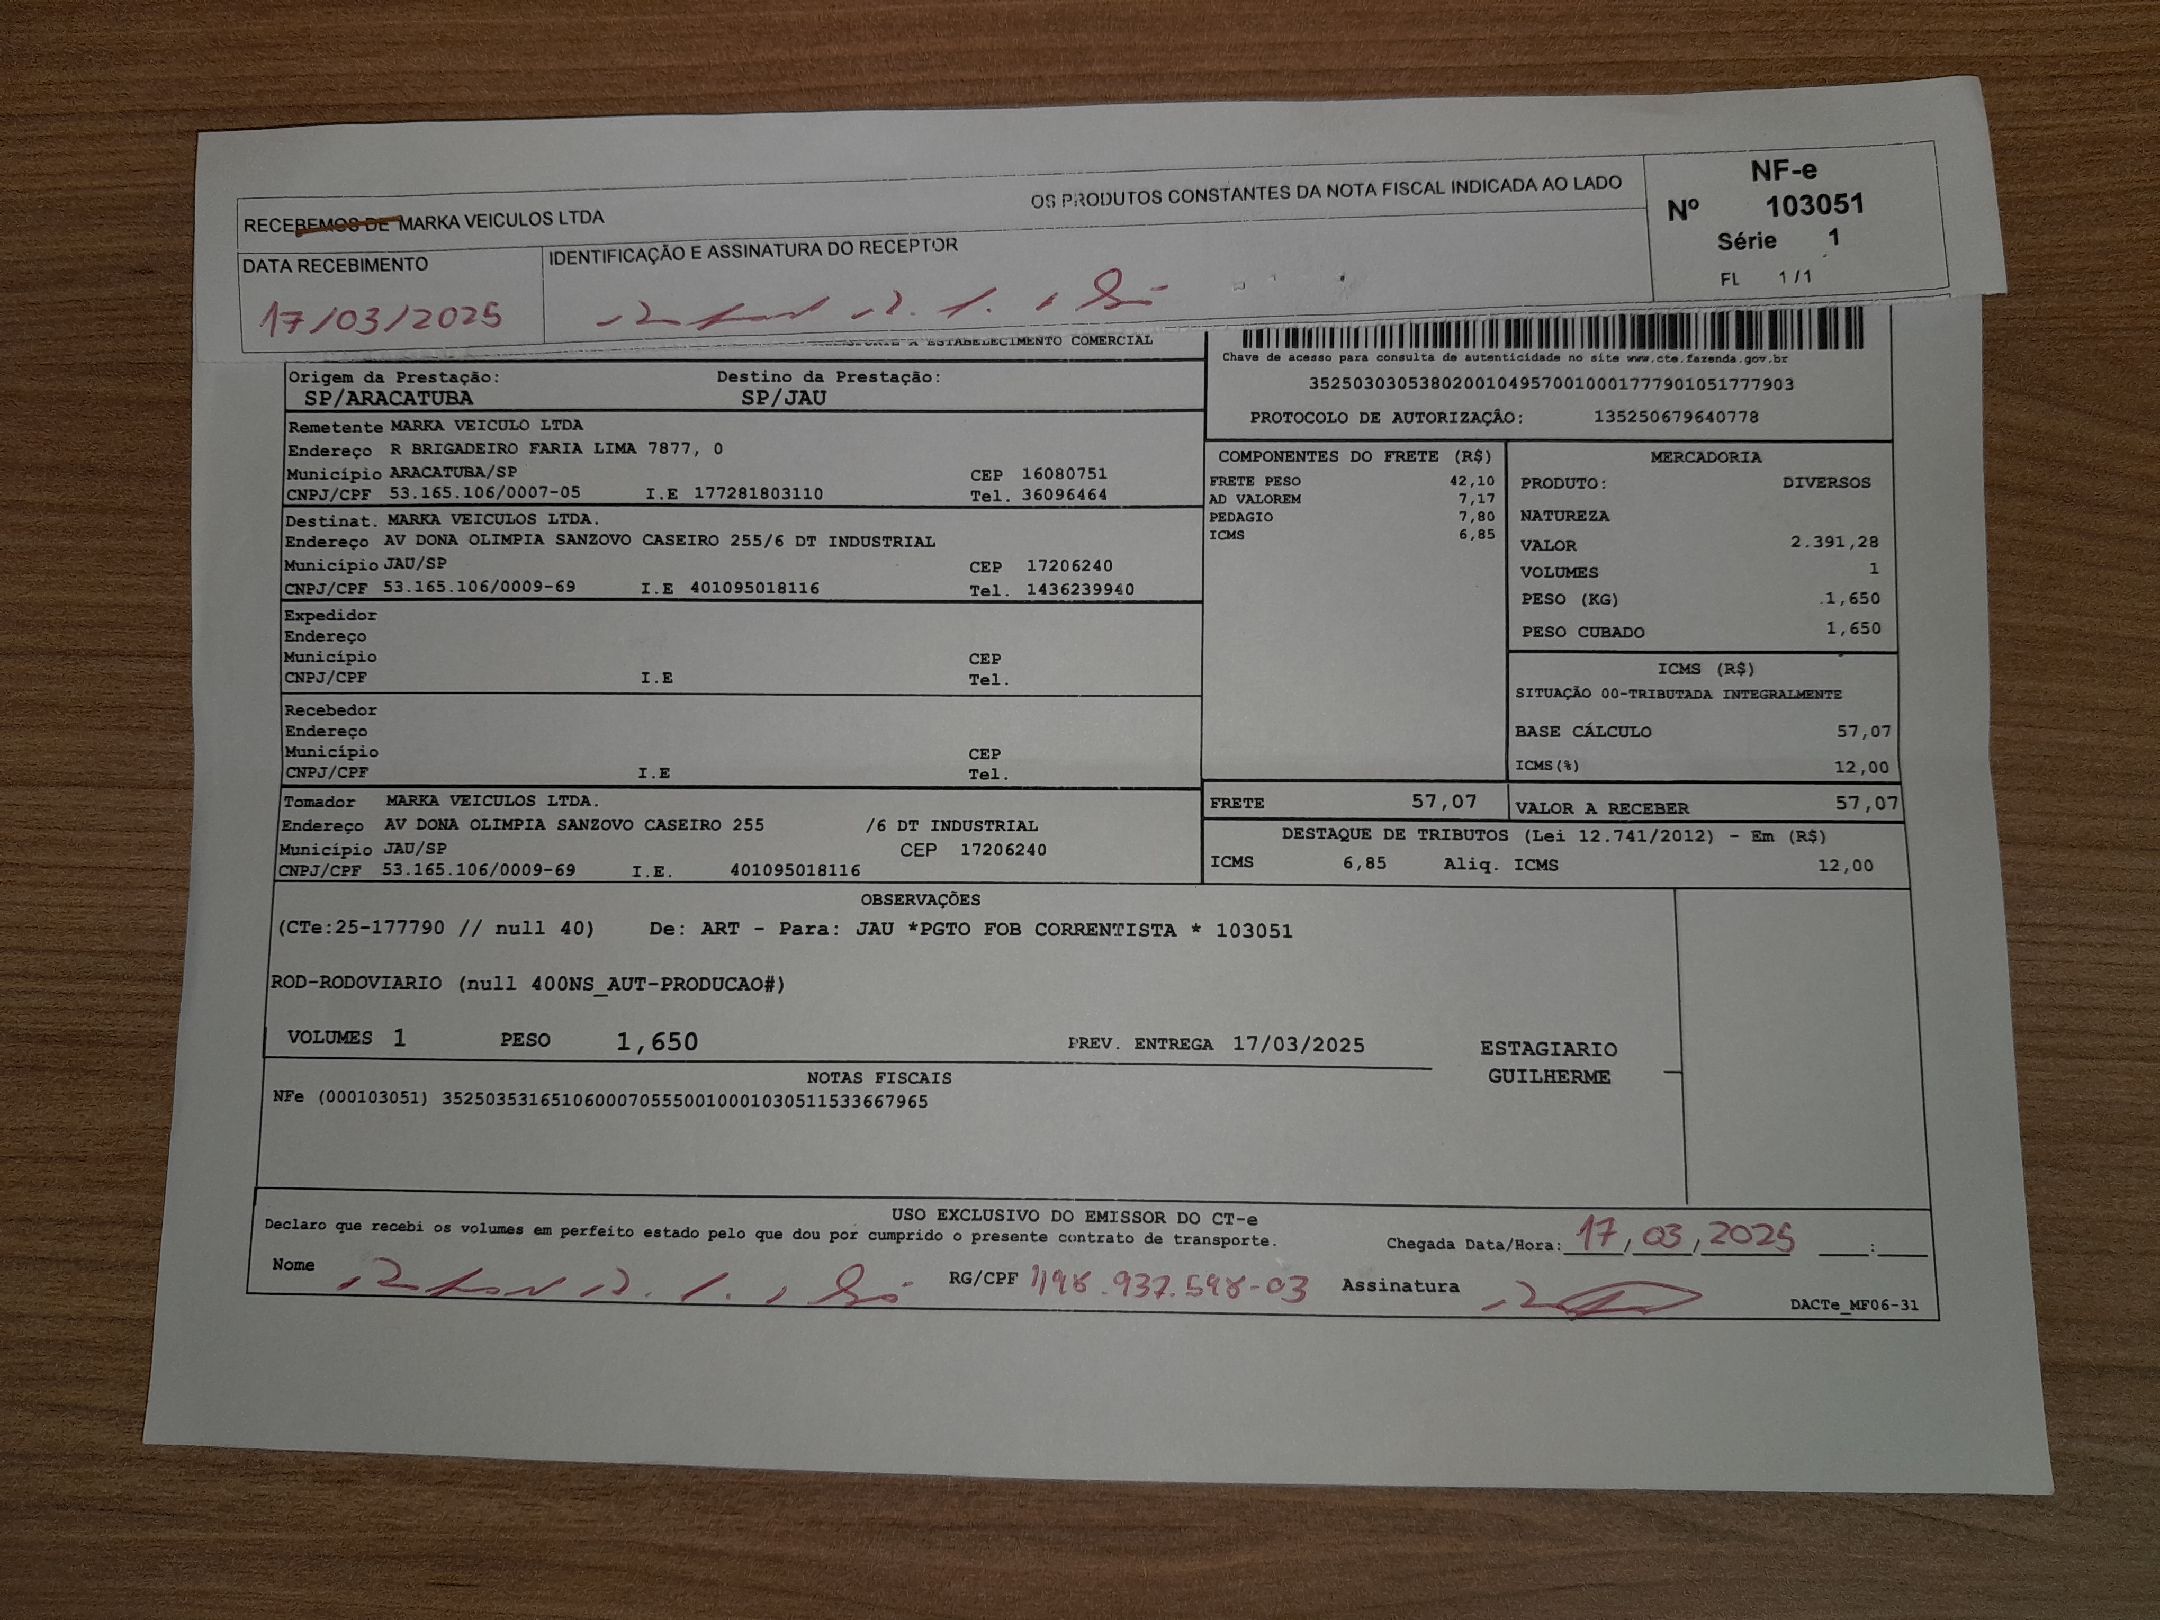 RECEBEMOS DE MARKA VEICULOS LTDA
OS PRODUTOS CONSTANTES DA NOTA FISCAL INDICADA AO LADO
NF-e
Nº 103051
Série 1
FL 1 / 1
DATA RECEBIMENTO
IDENTIFICAÇÃO E ASSINATURA DO RECEPTOR
17/03/2025
A ESTABELECIMENTO COMERCIAL
Chave de acesso para consulta de autenticidade no site www.cte.fazenda.gov.br
35250303053802001049570010001777901051777903
PROTOCOLO DE AUTORIZAÇÃO: 135250679640778
Origem da Prestação: Destino da Prestação:
SP/ARACATUBA SP/JAU
Remetente MARKA VEICULO LTDA
Endereço R BRIGADEIRO FARIA LIMA 7877, 0
Município ARACATUBA/SP CEP 16080751
CNPJ/CPF 53.165.106/0007-05 I.E 177281803110 Tel. 36096464
Destinat. MARKA VEICULOS LTDA.
Endereço AV DONA OLIMPIA SANZOVO CASEIRO 255/6 DT INDUSTRIAL
Município JAU/SP CEP 17206240
CNPJ/CPF 53.165.106/0009-69 I.E 401095018116 Tel. 1436239940
Expedidor
Endereço
Município CEP
CNPJ/CPF I.E Tel.
Recebedor
Endereço
Município CEP
CNPJ/CPF I.E Tel.
Tomador MARKA VEICULOS LTDA.
Endereço AV DONA OLIMPIA SANZOVO CASEIRO 255 /6 DT INDUSTRIAL
Município JAU/SP CEP 17206240
CNPJ/CPF 53.165.106/0009-69 I.E. 401095018116
COMPONENTES DO FRETE (R$)
FRETE PESO 42,10
AD VALOREM 7,17
PEDAGIO 7,80
ICMS 6,85
MERCADORIA
PRODUTO: DIVERSOS
NATUREZA
VALOR 2.391,28
VOLUMES 1
PESO (KG) 1,650
PESO CUBADO 1,650
ICMS (R$)
SITUAÇÃO 00-TRIBUTADA INTEGRALMENTE
BASE CÁLCULO 57,07
ICMS(%) 12,00
FRETE 57,07 VALOR A RECEBER 57,07
DESTAQUE DE TRIBUTOS (Lei 12.741/2012) - Em (R$)
ICMS 6,85 Aliq. ICMS 12,00
OBSERVAÇÕES
(CTe:25-177790 // null 40) De: ART - Para: JAU *PGTO FOB CORRENTISTA * 103051
ROD-RODOVIARIO (null 400NS_AUT-PRODUCAO#)
VOLUMES 1 PESO 1,650 PREV. ENTREGA 17/03/2025
ESTAGIARIO
GUILHERME
NOTAS FISCAIS
NFe (000103051) 35250353165106000705550010001030511533667965
USO EXCLUSIVO DO EMISSOR DO CT-e
Declaro que recebi os volumes em perfeito estado pelo que dou por cumprido o presente contrato de transporte.
Chegada Data/Hora: 17, 03, 2025 :
Nome RG/CPF 498.937.598-03 Assinatura
DACTe_MF06-31